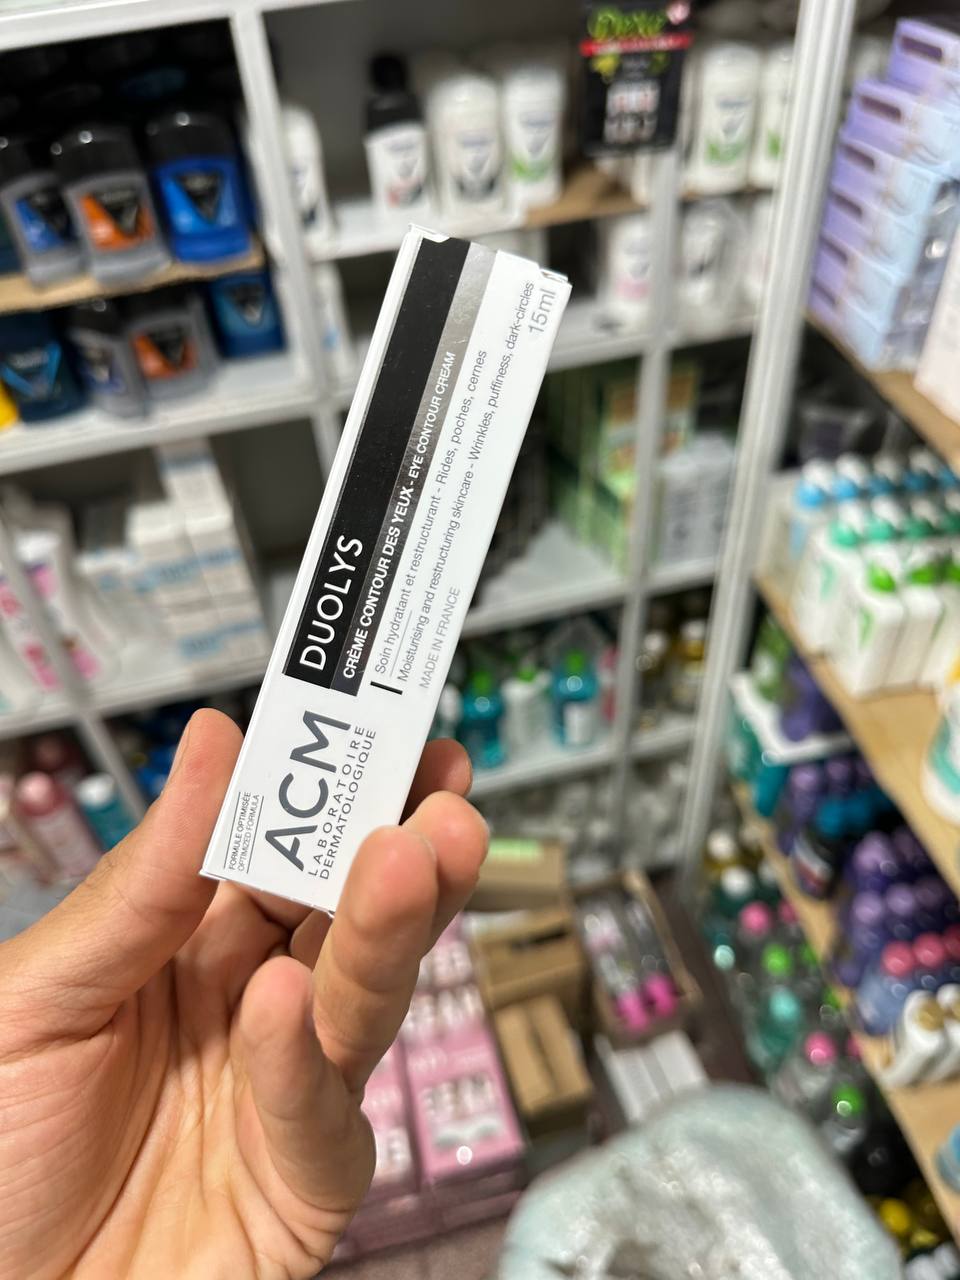 FORMULE OPTIMISÉE
OPTIMIZED FORMULA
ACM
LABORATOIRE
DERMATOLOGIQUE
DUOLYS
CRÈME CONTOUR DES YEUX - EYE CONTOUR CREAM
Soin hydratant et restructurant - Rides, poches, cernes
Moisturising and restructuring skincare - Wrinkles, puffiness, dark-circles
MADE IN FRANCE
15ml